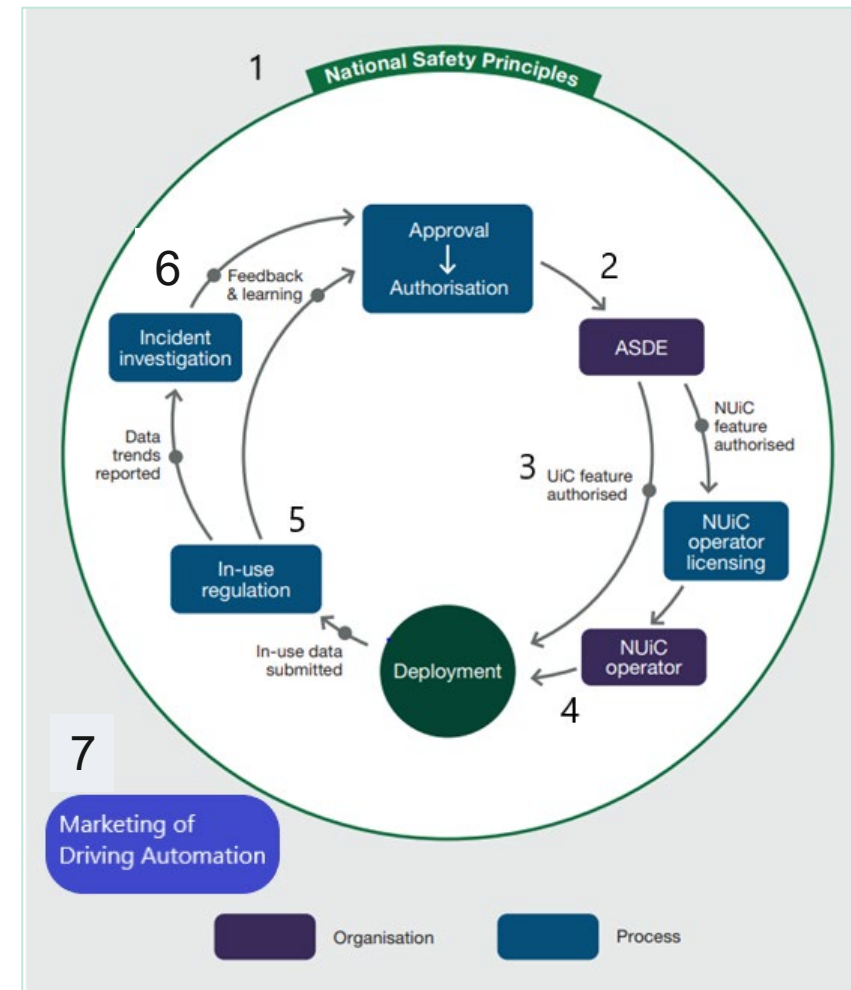 1
National Safety Principles
Approval
Authorisation
2
6
Feedback
& learning
Incident
investigation
ASDE
NUiC
feature
authorised
Data
trends
reported
3
UiC feature
authorised
5
NUiC
operator
licensing
In-use
regulation
In-use data
submitted
Deployment
NUiC
operator
4
7
Marketing of
Driving Automation
Organisation
Process